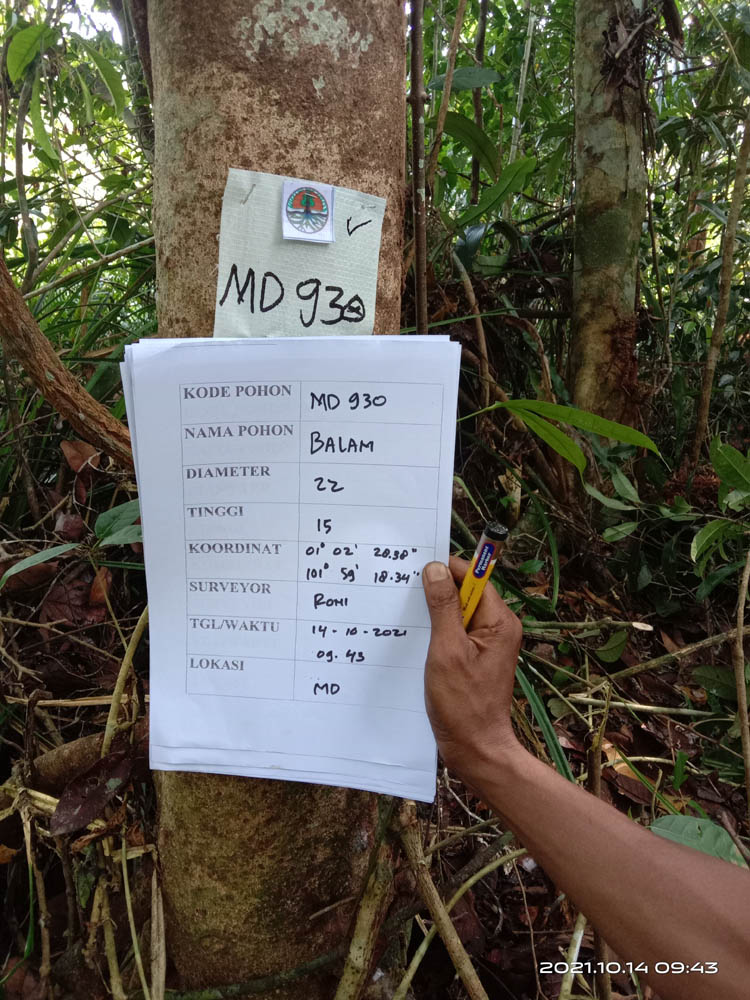 MD 930
KODE POHON MD 930
NAMA POHON BALAM
DIAMETER 22
TINGGI 15
KOORDINAT 01° 02' 28.98"
101° 59' 18.34"
SURVEYOR ROMI
TGL/WAKTU 14-10-2021
09.43
LOKASI MD
2021.10.14 09:43